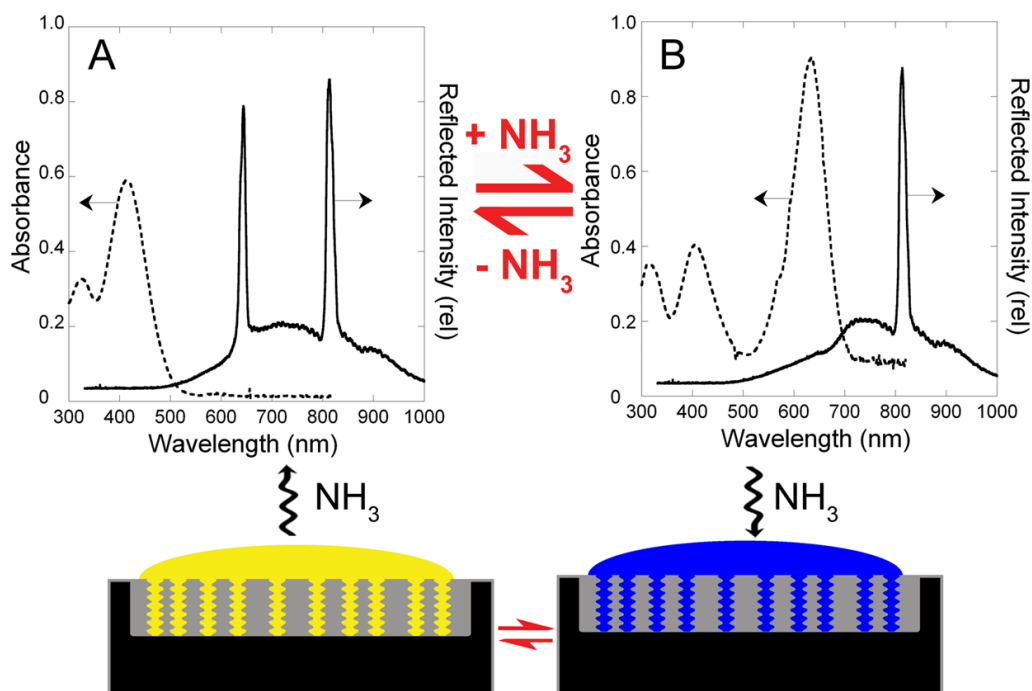 A
1.0
0.8
0.6
0.4
0.2
0
Absorbance
Reflected Intensity (rel)
300 400 500 600 700 800 900 1000
Wavelength (nm)
+ NH3
- NH3
B
1.0
0.8
0.6
0.4
0.2
0
Absorbance
Reflected Intensity (rel)
300 400 500 600 700 800 900 1000
Wavelength (nm)
NH3
NH3